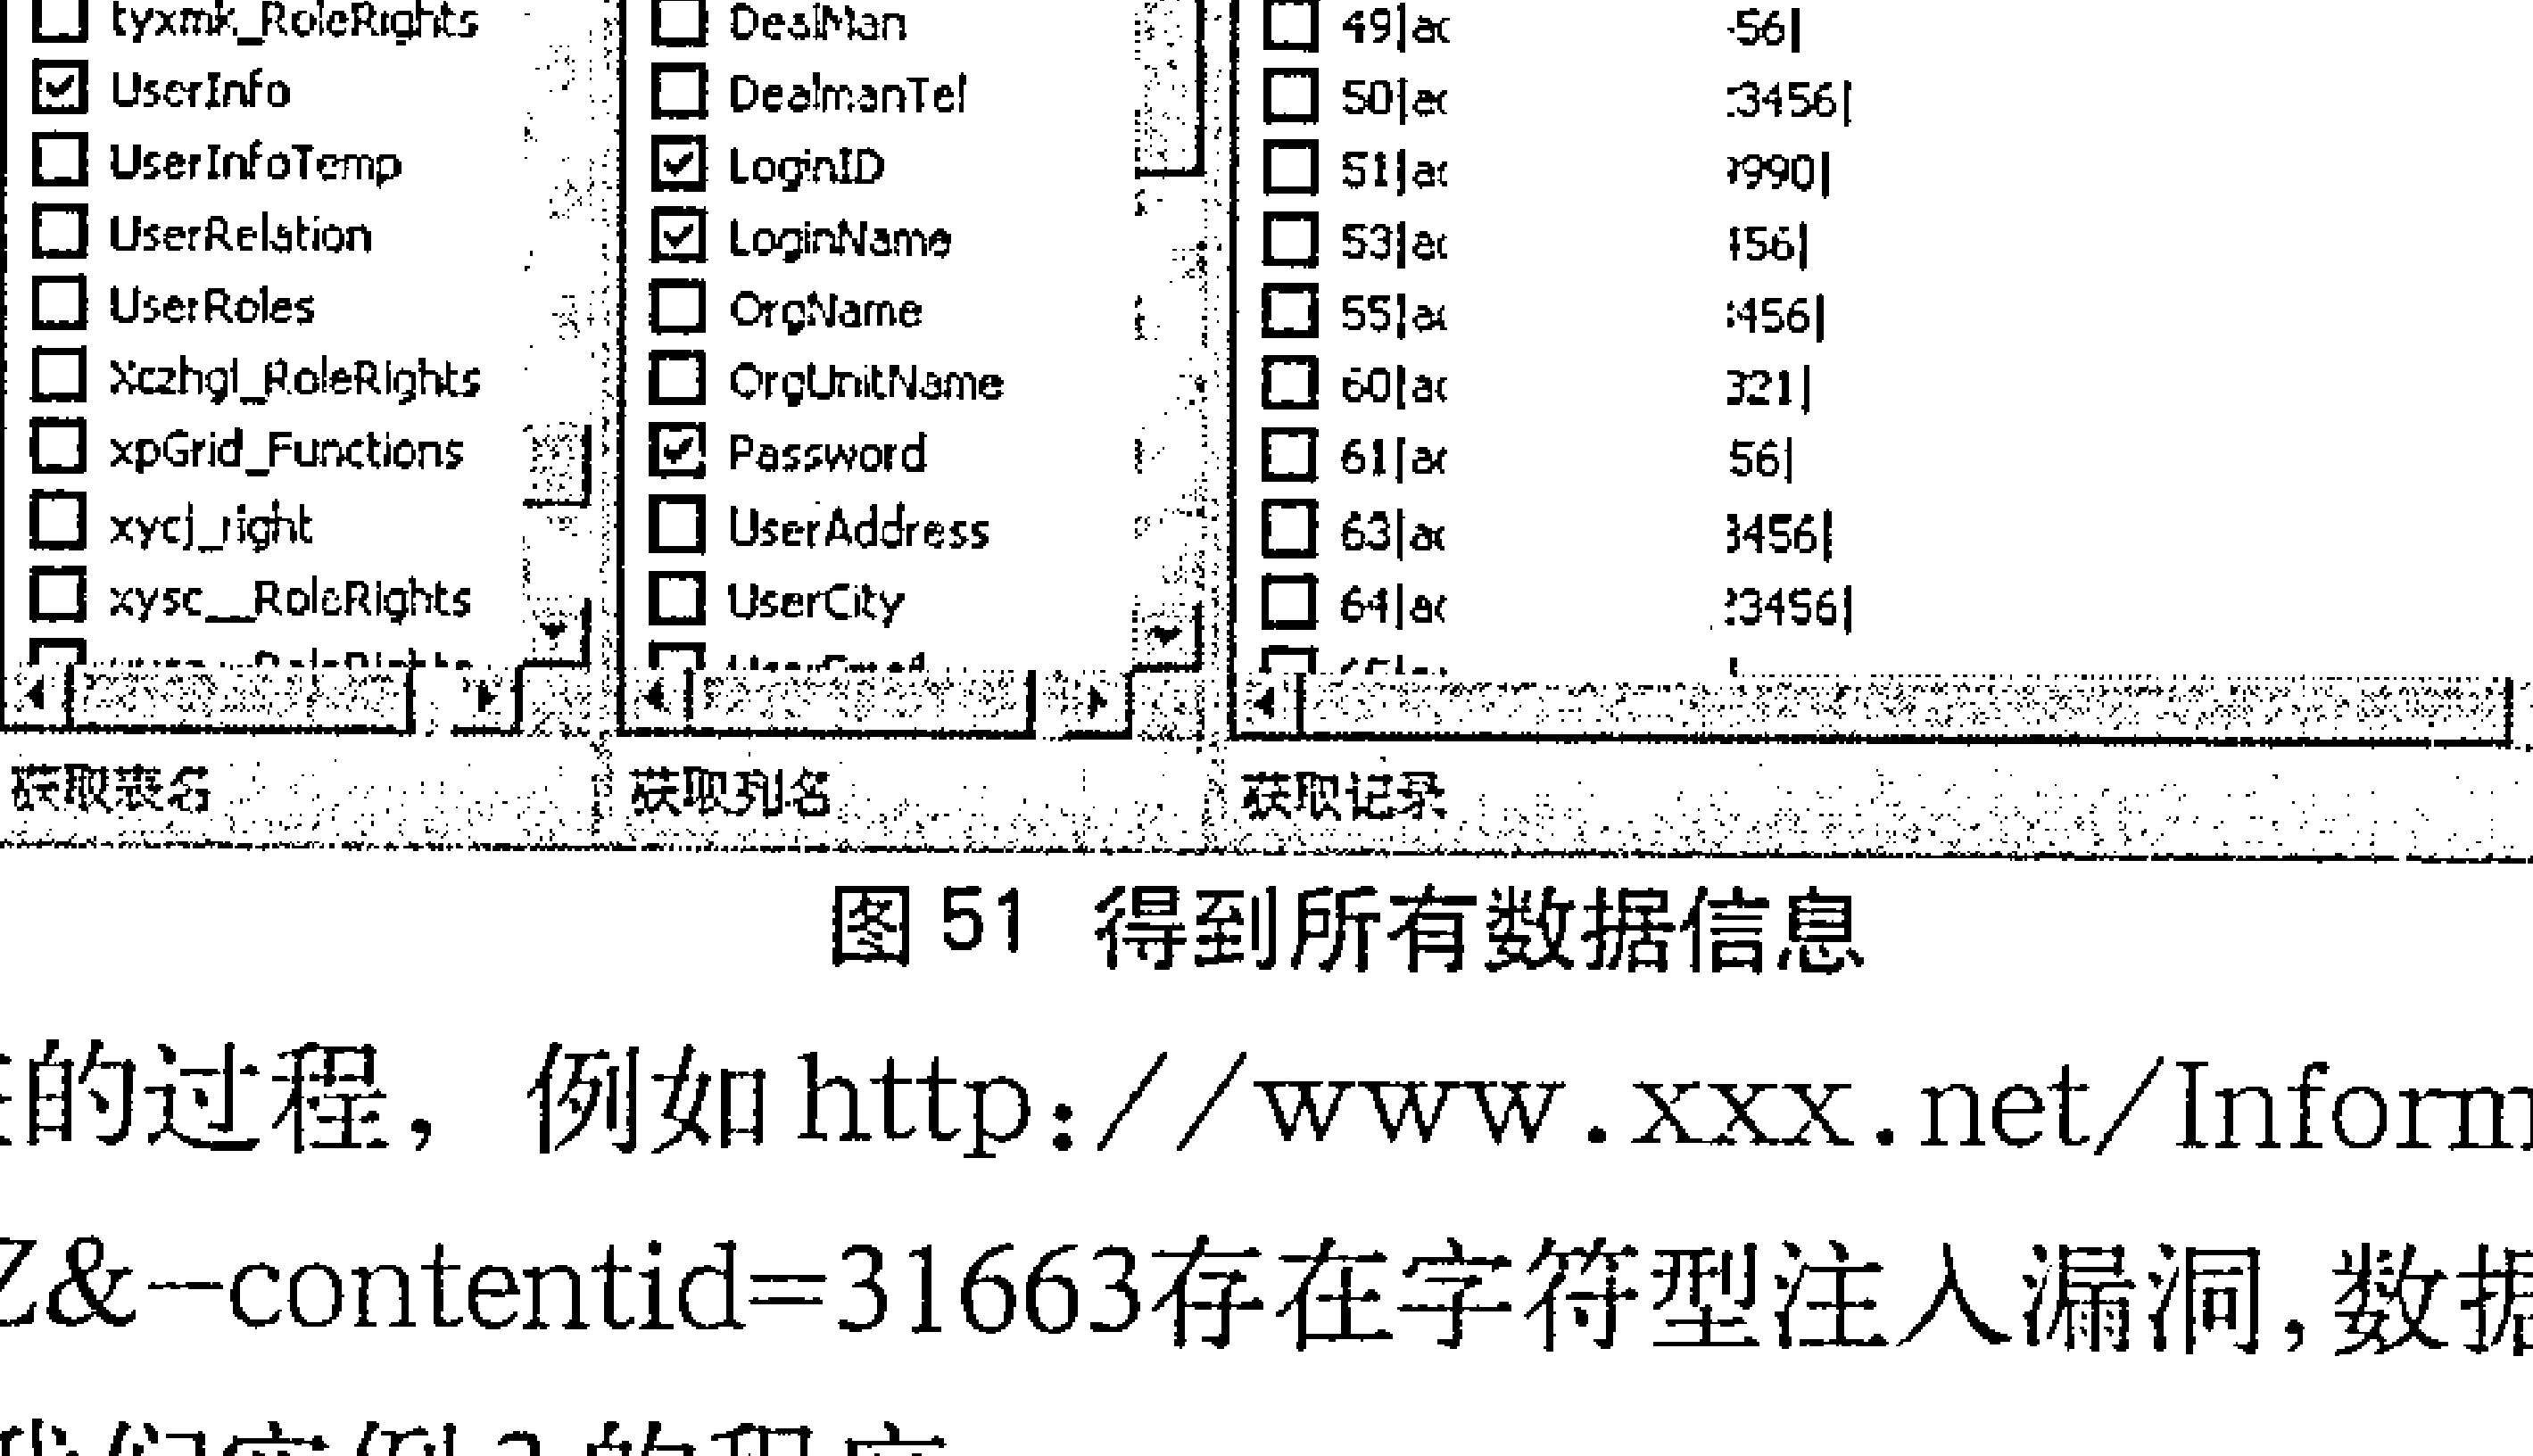 tyxmk_RoleRights
UserInfo
UserInfoTemp
UserRelation
UserRoles
Xczhgl_RoleRights
xpGrid_Functions
xycj_right
xysc__RoleRights
获取表名
DealMan
DealmanTel
LoginID
LoginName
OrgName
OrgUnitName
Password
UserAddress
UserCity
获取列名
49|ac 56|
50|ac 3456|
51|ac 990|
53|ac 456|
55|ac 456|
60|ac 321|
61|ac 56|
63|ac 3456|
64|ac 23456|
获取记录
图 51 得到所有数据信息
的过程，例如http://www.xxx.net/Inform
Z&--contentid=31663存在字符型注入漏洞,数据